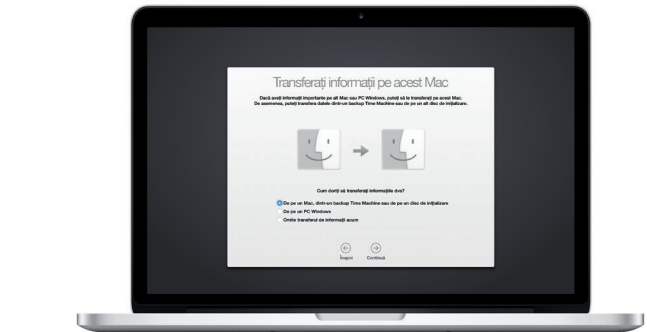 Transferați informații pe acest Mac
Dacă aveți informații importante pe alt Mac sau PC Windows, puteți să le transferați pe acest Mac.
De asemenea, puteți transfera datele dintr-un backup Time Machine sau de pe un alt disc de inițializare.
Cum doriți să transferați informațiile dvs?
De pe un Mac, dintr-un backup Time Machine sau de pe un disc de inițializare
De pe un PC Windows
Omite transferul de informații acum
Înapoi Continuă